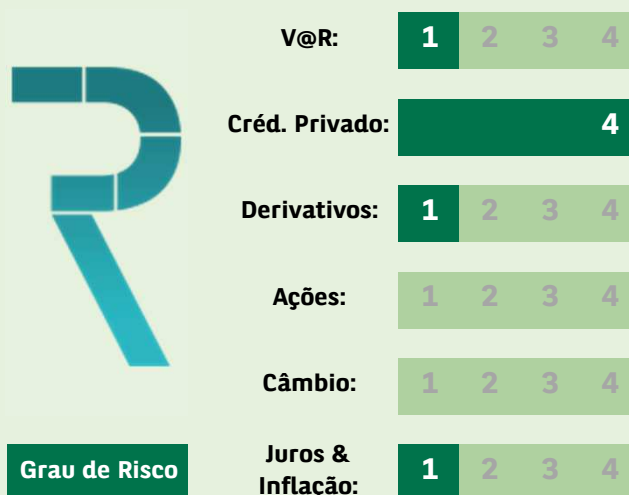 V@R: 1 2 3 4
Créd. Privado: 4
Derivativos: 1 2 3 4
Ações: 1 2 3 4
Câmbio: 1 2 3 4
Grau de Risco
Juros &
Inflação: 1 2 3 4